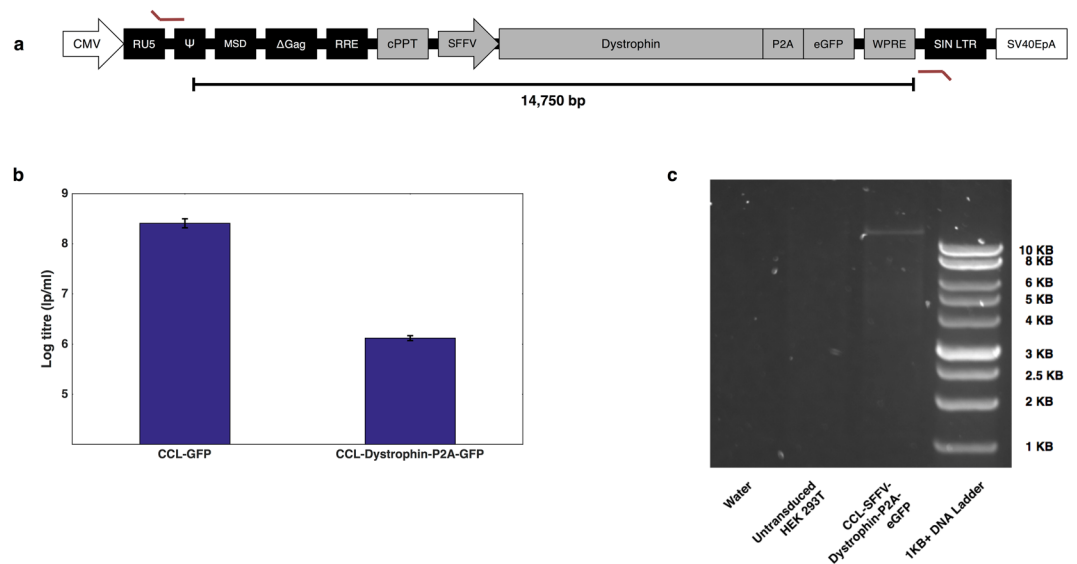 a
CMV RU5 Ψ MSD ΔGag RRE cPPT SFFV Dystrophin P2A eGFP WPRE SIN LTR SV40EpA
14,750 bp
b
9
8
7
6
5
Log titre (Ip/ml)
CCL-GFP CCL-Dystrophin-P2A-GFP
c
10 KB
8 KB
6 KB
5 KB
4 KB
3 KB
2.5 KB
2 KB
1 KB
Water
Untransduced
HEK 293T
CCL-SFFV-
Dystrophin-P2A-
eGFP
1KB+ DNA Ladder